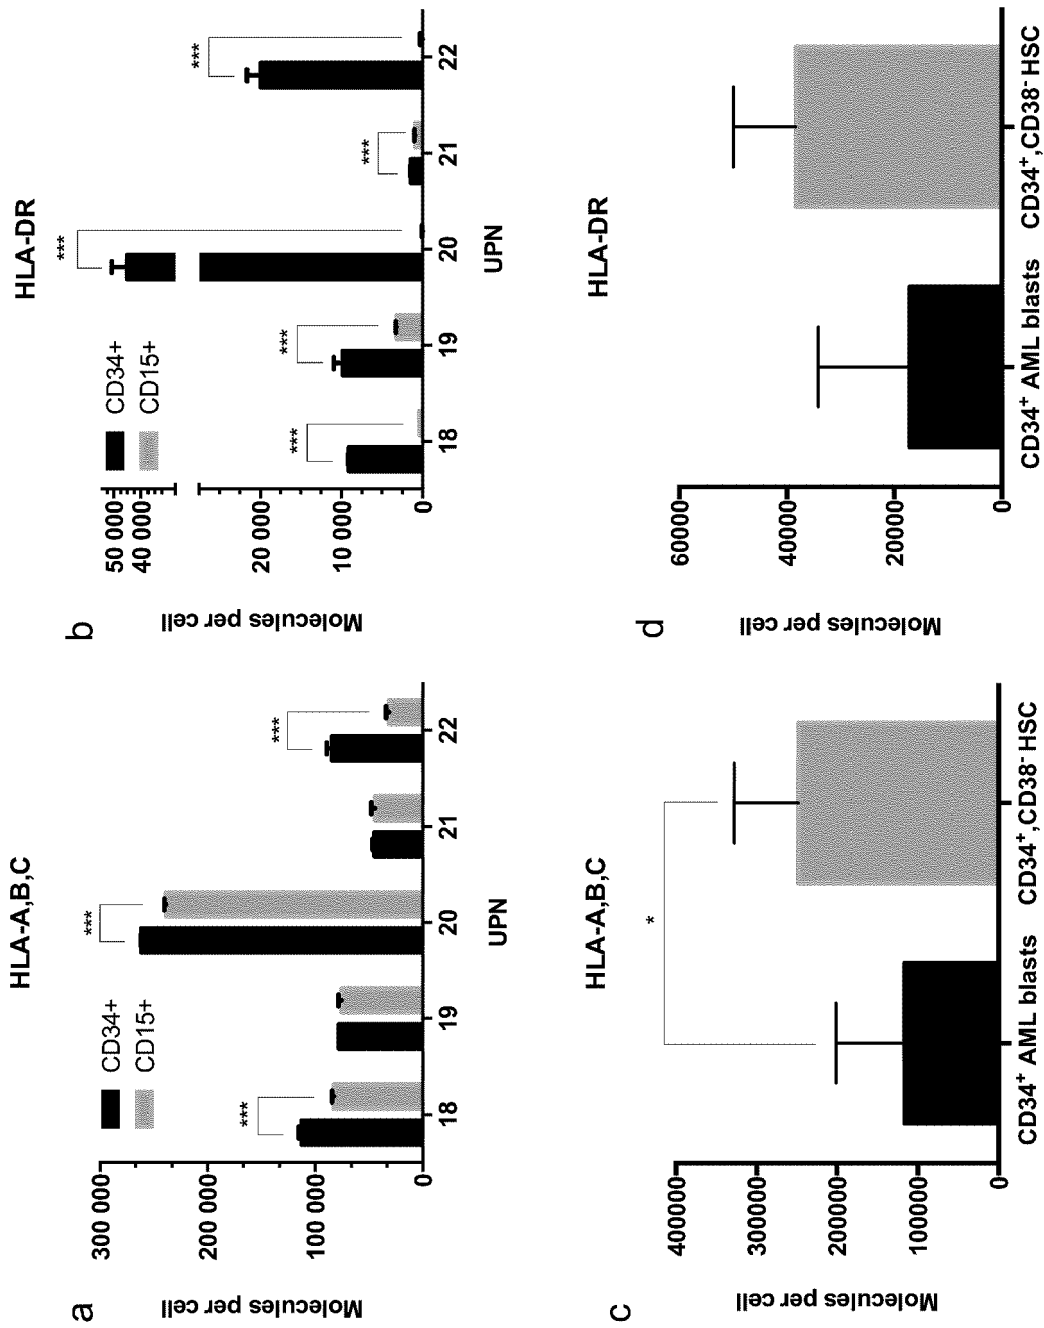 a
HLA-A,B,C
CD34+
CD15+
Molecules per cell
300 000
200 000
100 000
0
***
***
***
18
19
20
21
22
UPN
b
HLA-DR
CD34+
CD15+
Molecules per cell
50 000
40 000
20 000
10 000
0
***
***
***
***
***
18
19
20
21
22
UPN
c
HLA-A,B,C
Molecules per cell
400000
300000
200000
100000
0
*
CD34⁺ AML blasts
CD34⁺,CD38⁻ HSC
d
HLA-DR
Molecules per cell
60000
40000
20000
0
CD34⁺ AML blasts
CD34⁺,CD38⁻ HSC